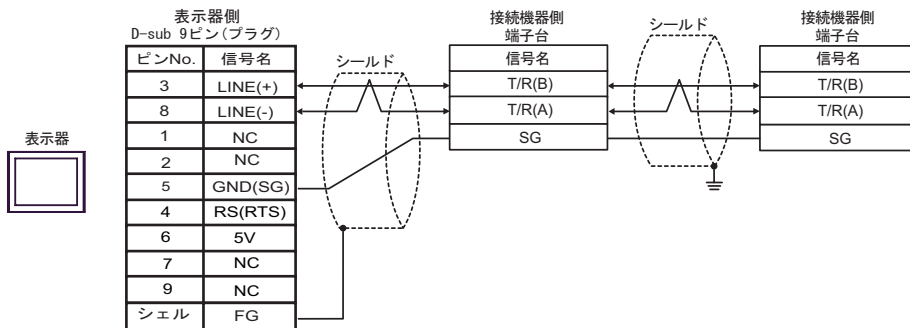 表示器
表示器側
D-sub 9ピン(プラグ)
ピンNo. 信号名
3 LINE(+)
8 LINE(-)
1 NC
2 NC
5 GND(SG)
4 RS(RTS)
6 5V
7 NC
9 NC
シェル FG
シールド
接続機器側
端子台
信号名
T/R(B)
T/R(A)
SG
シールド
接続機器側
端子台
信号名
T/R(B)
T/R(A)
SG